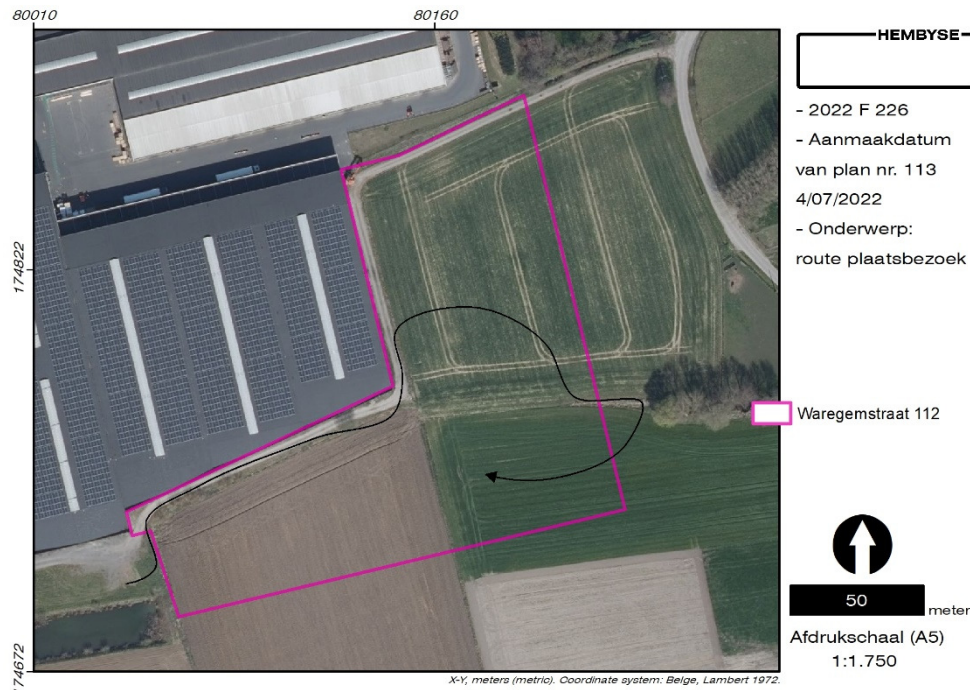 80010
80160
174822
174672
HEMBYSE
- 2022 F 226
- Aanmaakdatum
van plan nr. 113
4/07/2022
- Onderwerp:
route plaatsbezoek
Waregemstraat 112
50 meter
Afdrukschaal (A5)
1:1.750
X-Y, meters (metric). Coordinate system: Belge, Lambert 1972.